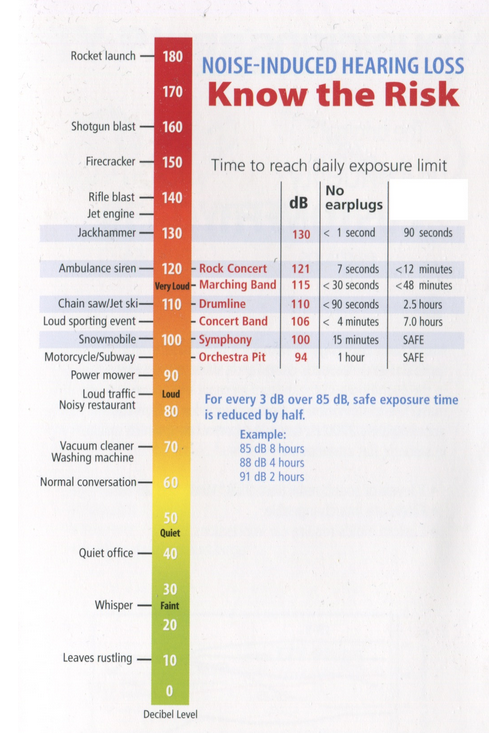 NOISE-INDUCED HEARING LOSS
Know the Risk
Time to reach daily exposure limit
dB No earplugs
Rocket launch 180
170
Shotgun blast 160
Firecracker 150
Rifle blast 140
Jet engine
Jackhammer 130 130 < 1 second 90 seconds
Ambulance siren 120 Rock Concert 121 7 seconds <12 minutes
Very Loud Marching Band 115 < 30 seconds <48 minutes
Chain saw/Jet ski 110 Drumline 110 < 90 seconds 2.5 hours
Loud sporting event Concert Band 106 < 4 minutes 7.0 hours
Snowmobile 100 Symphony 100 15 minutes SAFE
Motorcycle/Subway Orchestra Pit 94 1 hour SAFE
Power mower 90
Loud traffic Loud
Noisy restaurant 80
For every 3 dB over 85 dB, safe exposure time
is reduced by half.
Example:
85 dB 8 hours
88 dB 4 hours
91 dB 2 hours
Vacuum cleaner 70
Washing machine
Normal conversation 60
50
Quiet
Quiet office 40
30
Whisper Faint
20
Leaves rustling 10
0
Decibel Level